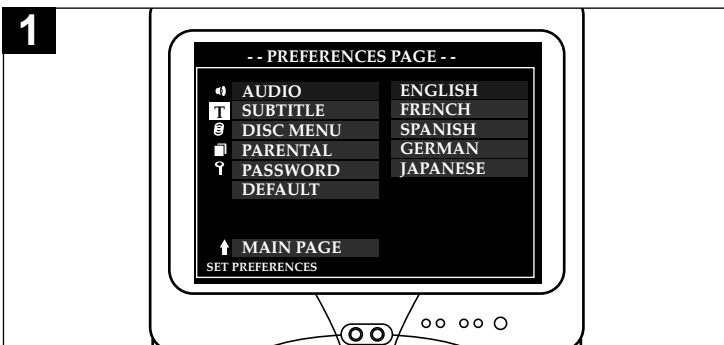 1
- - PREFERENCES PAGE - -
AUDIO ENGLISH
T SUBTITLE FRENCH
DISC MENU SPANISH
PARENTAL GERMAN
PASSWORD JAPANESE
DEFAULT
MAIN PAGE
SET PREFERENCES